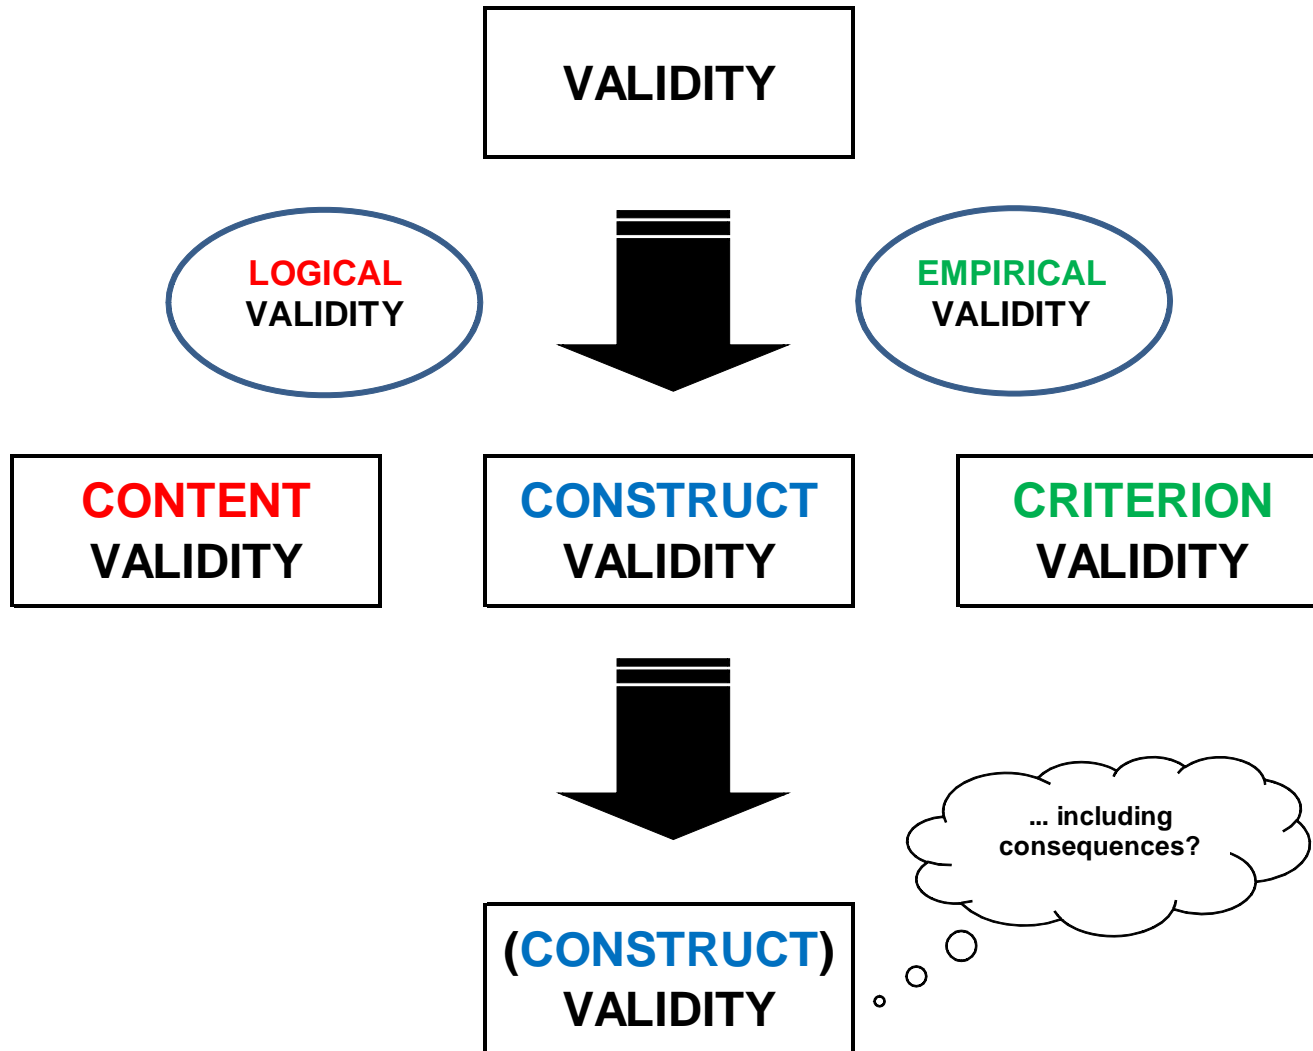 VALIDITY
LOGICAL
VALIDITY
EMPIRICAL
VALIDITY
CONTENT
VALIDITY
CONSTRUCT
VALIDITY
CRITERION
VALIDITY
... including
consequences?
(CONSTRUCT)
VALIDITY